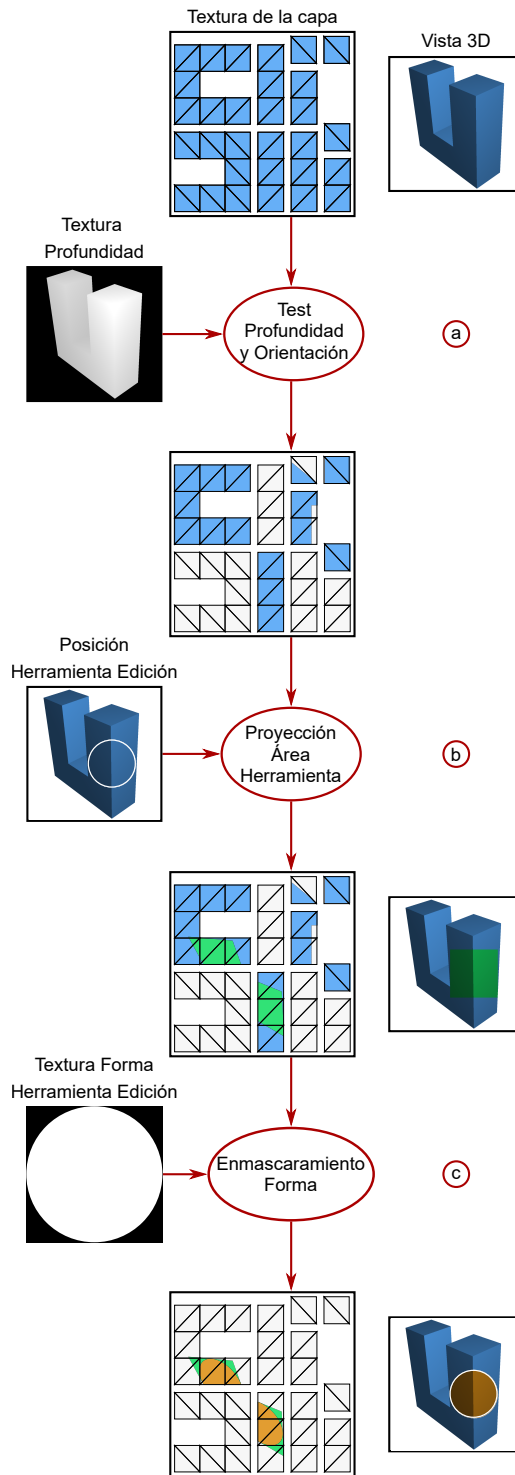 Textura de la capa
Vista 3D
Textura
Profundidad
Test
Profundidad
y Orientación
a
Posición
Herramienta Edición
Proyección
Área
Herramienta
b
Textura Forma
Herramienta Edición
Enmascaramiento
Forma
c